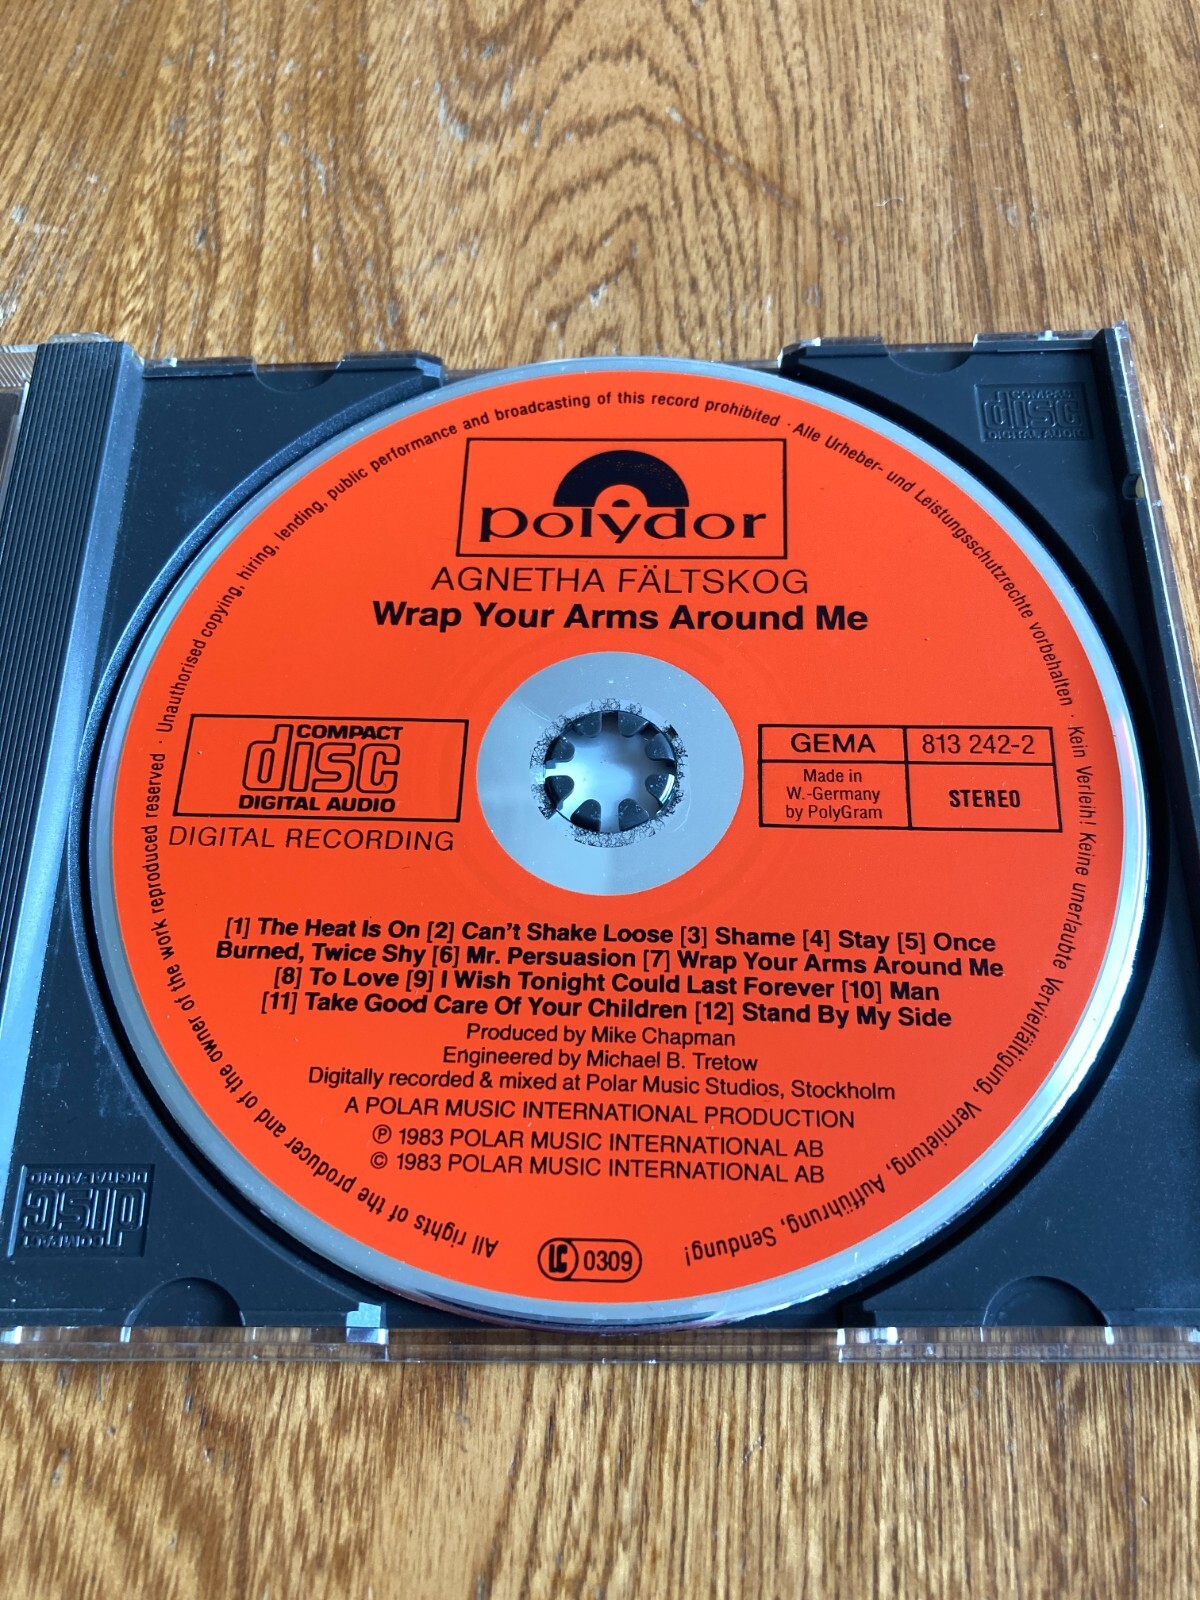 Unauthorised copying, hiring, lending, public performance and broadcasting of this record prohibited · Alle Urheber- und Leistungsschutzrechte vorbehalten · Kein Verleih! Keine unerlaubte Vervielfältigung, Vermietung, Aufführung, Sendung!
polydor
AGNETHA FÄLTSKOG
Wrap Your Arms Around Me
COMPACT
disc
DIGITAL AUDIO
DIGITAL RECORDING
GEMA
813 242-2
Made in
W.-Germany
by PolyGram
STEREO
[1] The Heat Is On [2] Can't Shake Loose [3] Shame [4] Stay [5] Once
Burned, Twice Shy [6] Mr. Persuasion [7] Wrap Your Arms Around Me
[8] To Love [9] I Wish Tonight Could Last Forever [10] Man
[11] Take Good Care Of Your Children [12] Stand By My Side
Produced by Mike Chapman
Engineered by Michael B. Tretow
Digitally recorded & mixed at Polar Music Studios, Stockholm
A POLAR MUSIC INTERNATIONAL PRODUCTION
℗ 1983 POLAR MUSIC INTERNATIONAL AB
© 1983 POLAR MUSIC INTERNATIONAL AB
LC 0309
All rights of the producer and of the owner of the work reproduced reserved ·
COMPACT
disc
DIGITAL AUDIO
COMPACT
disc
DIGITAL AUDIO